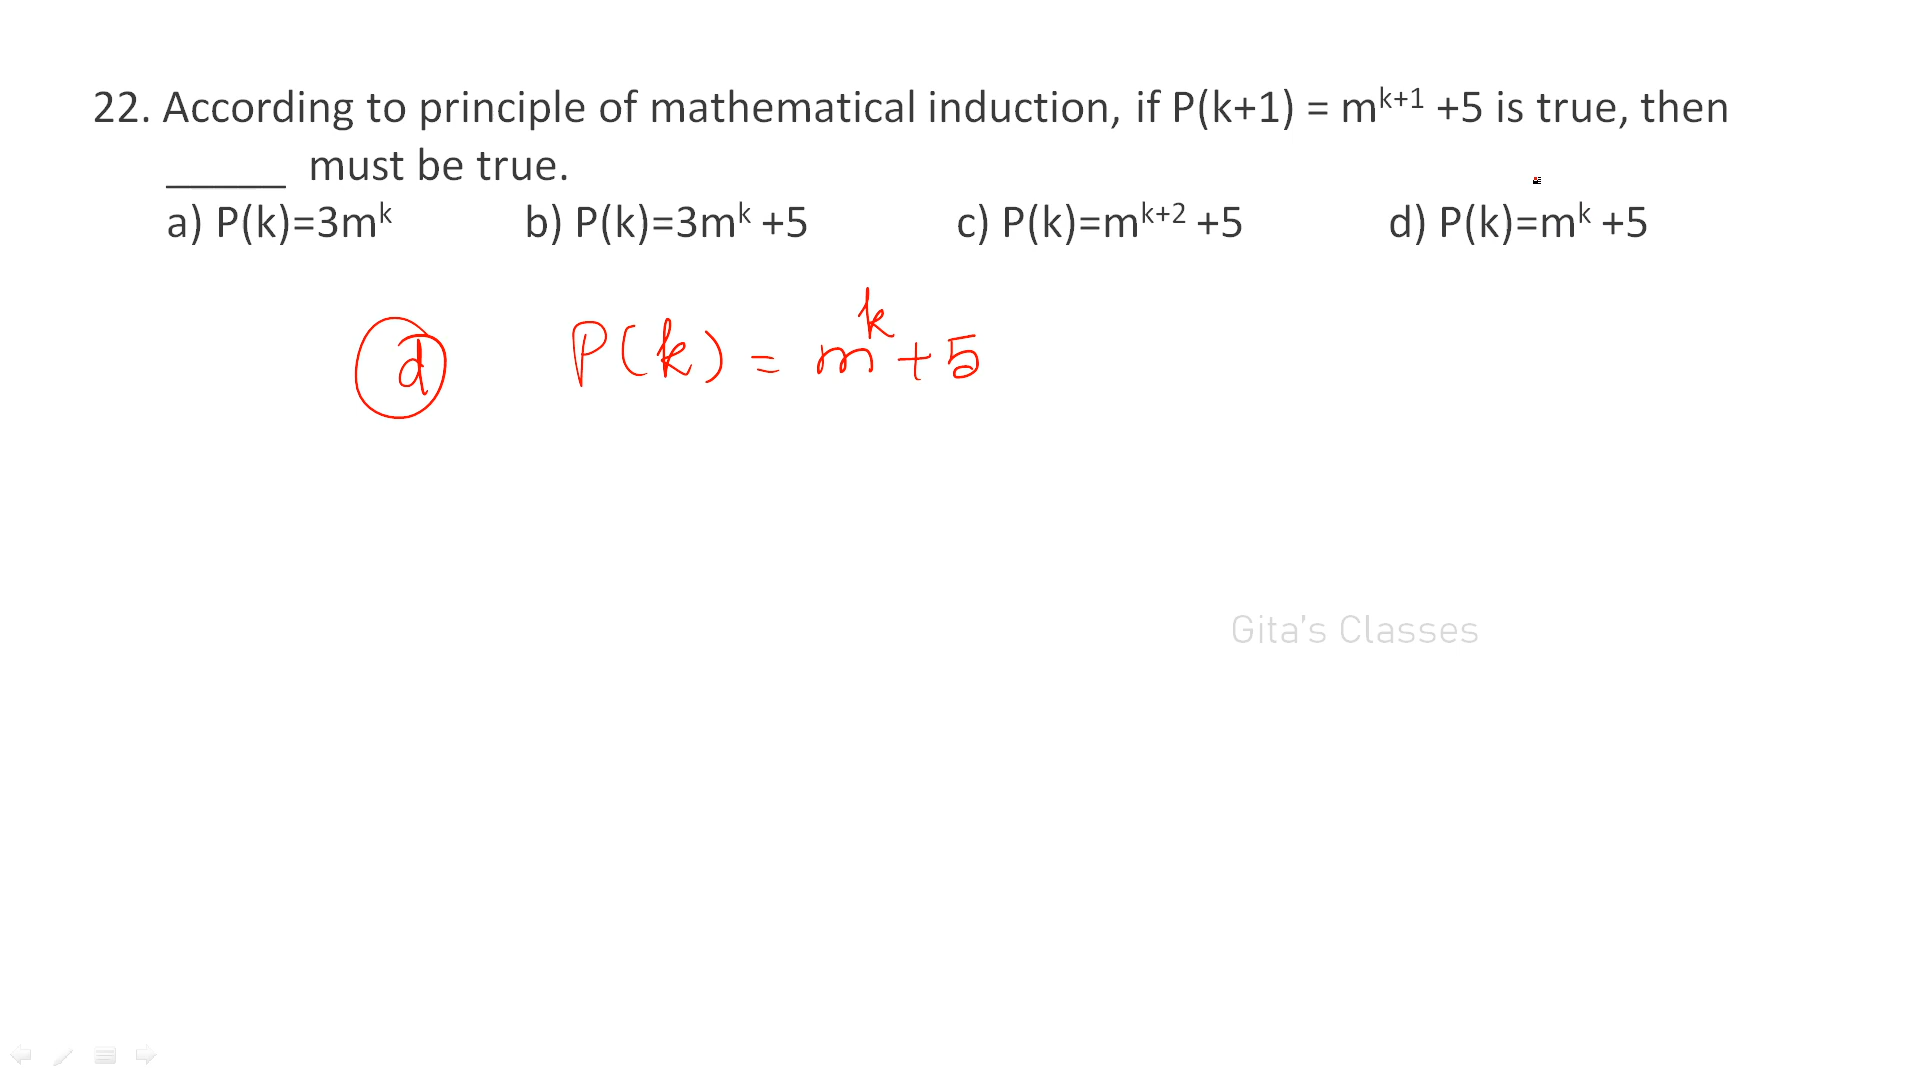 22. According to principle of mathematical induction, if P(k+1) = m^{k+1} +5 is true, then
_____ must be true.
a) P(k)=3m^k b) P(k)=3m^k +5 c) P(k)=m^{k+2} +5 d) P(k)=m^k +5
d P(k) = m^k + 5
Gita's Classes